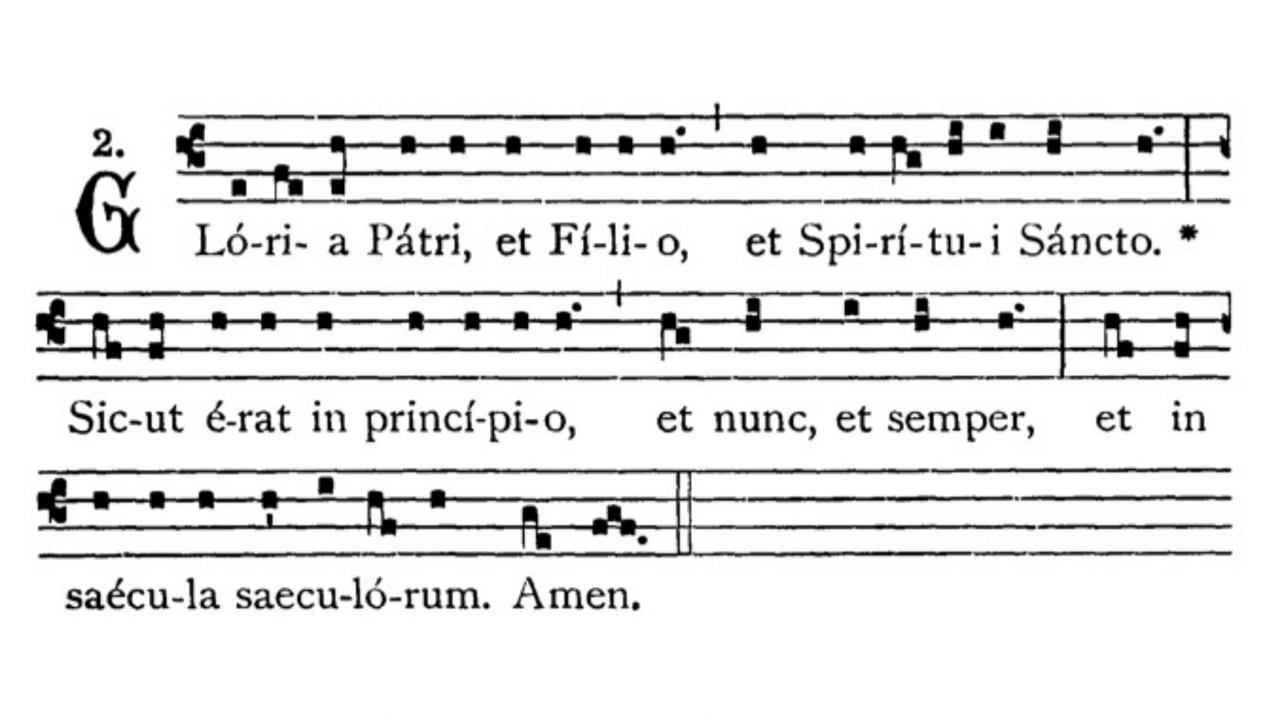 2.
GLó-ri- a Pátri, et Fí-li- o, et Spi-rí-tu- i Sáncto. *
Sic-ut é-rat in princí-pi- o, et nunc, et semper, et in
saécu-la saecu-ló-rum. Amen.